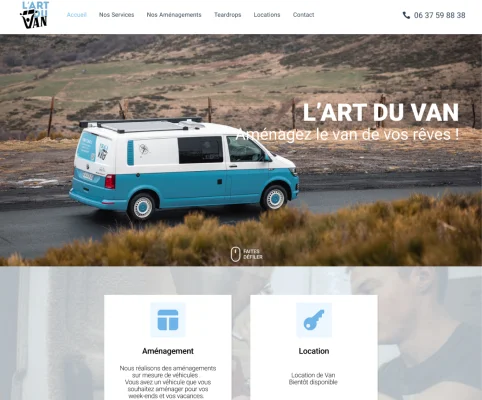 L'ART
DU
VAN
Accueil
Nos Services
Nos Aménagements
Teardrops
Locations
Contact
06 37 59 88 38
L'ART DU VAN
Aménagez le van de vos rêves !
FAITES
DÉFILER
Aménagement
Nous réalisons des aménagements
sur mesure de véhicules
Vous avez un véhicule que vous
souhaitez aménager pour vos
week-ends et vos vacances.
Location
Location de Van
Bientôt disponible